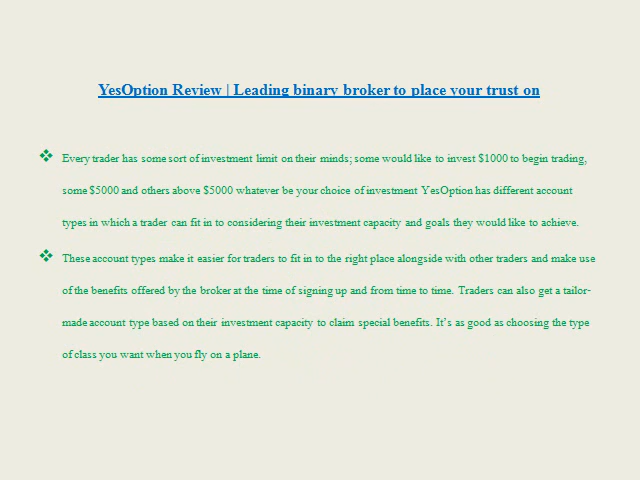 YesOption Review | Leading binary broker to place your trust on
❖ Every trader has some sort of investment limit on their minds; some would like to invest $1000 to begin trading,
some $5000 and others above $5000 whatever be your choice of investment YesOption has different account
types in which a trader can fit in to considering their investment capacity and goals they would like to achieve.
❖ These account types make it easier for traders to fit in to the right place alongside with other traders and make use
of the benefits offered by the broker at the time of signing up and from time to time. Traders can also get a tailor-
made account type based on their investment capacity to claim special benefits. It's as good as choosing the type
of class you want when you fly on a plane.